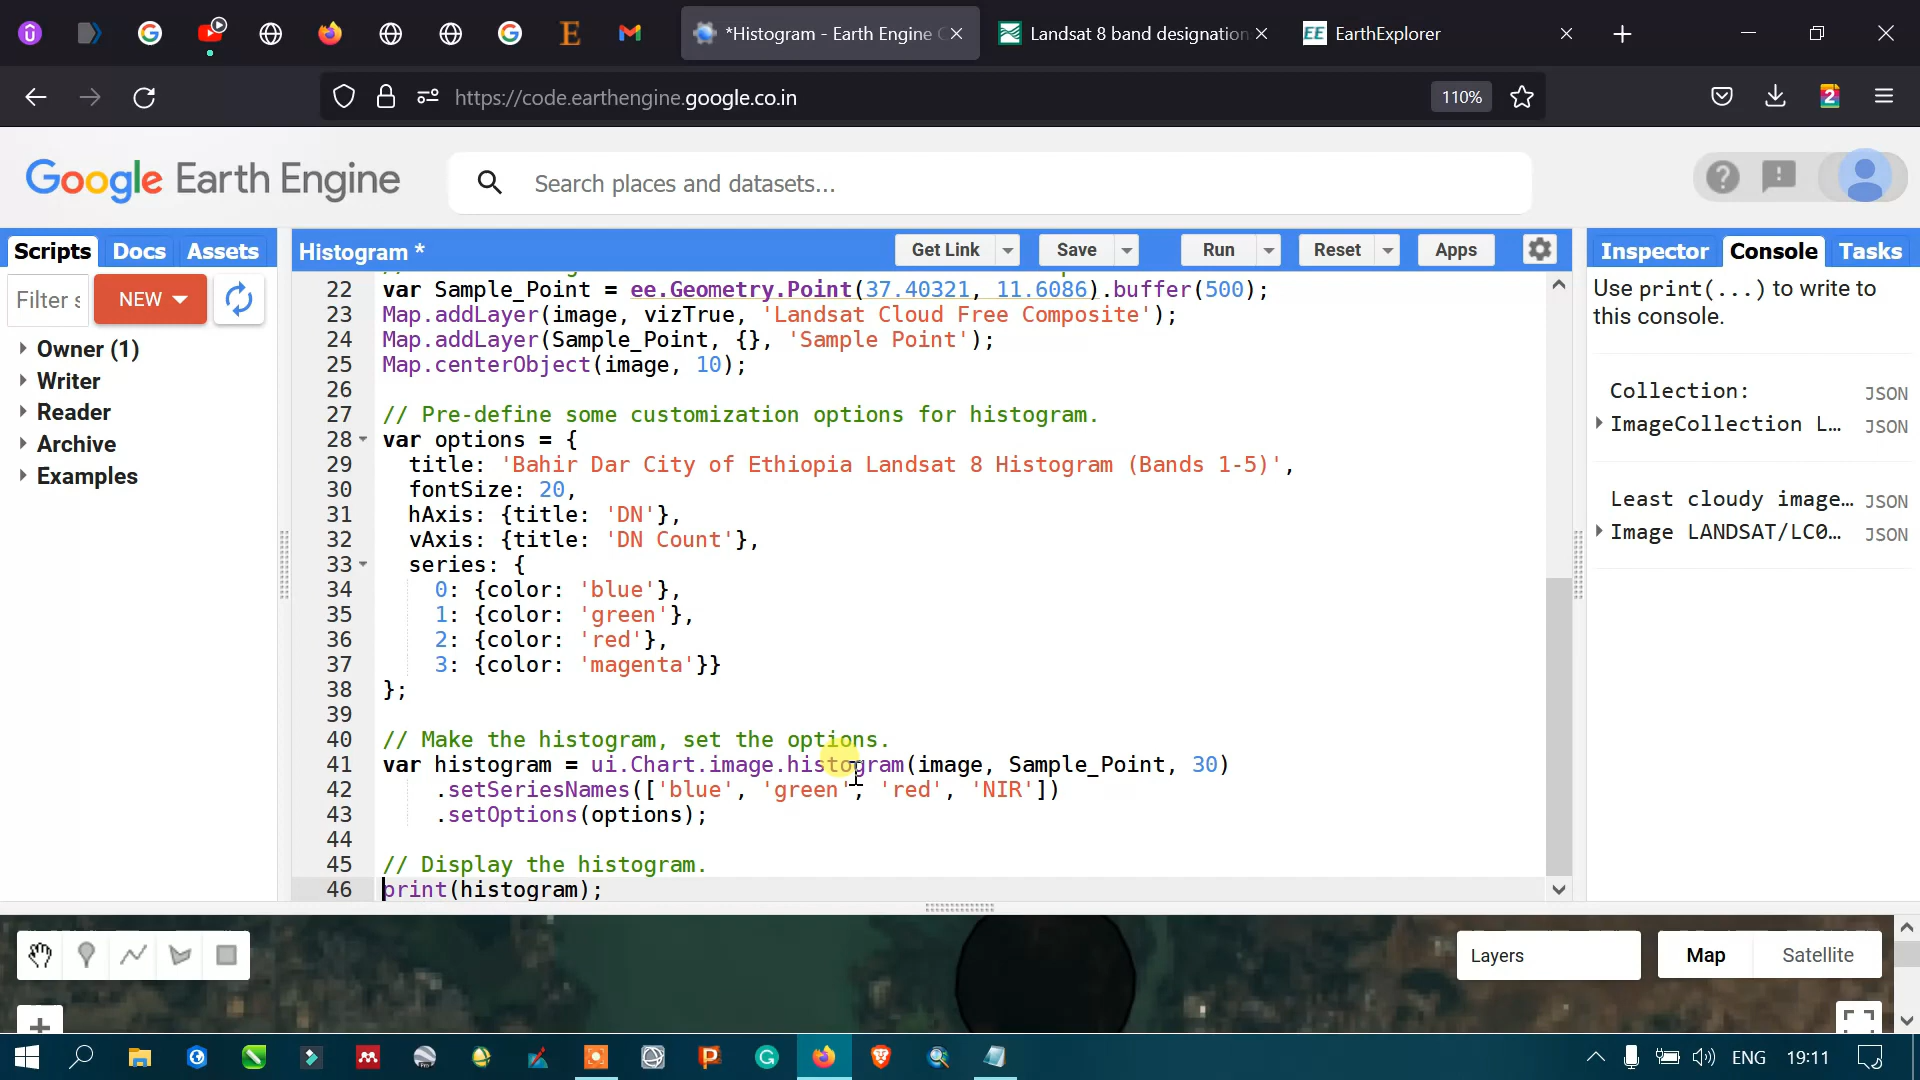 *Histogram - Earth Engine C
Landsat 8 band designation
EarthExplorer
https://code.earthengine.google.co.in
110%
2
Google Earth Engine
Search places and datasets...
Scripts
Docs
Assets
Histogram *
Get Link
Save
Run
Reset
Apps
Inspector
Console
Tasks
Filter s
NEW
Owner (1)
Writer
Reader
Archive
Examples
22 var Sample_Point = ee.Geometry.Point(37.40321, 11.6086).buffer(500);
23 Map.addLayer(image, vizTrue, 'Landsat Cloud Free Composite');
24 Map.addLayer(Sample_Point, {}, 'Sample Point');
25 Map.centerObject(image, 10);
26
27 // Pre-define some customization options for histogram.
28 var options = {
29 title: 'Bahir Dar City of Ethiopia Landsat 8 Histogram (Bands 1-5)',
30 fontSize: 20,
31 hAxis: {title: 'DN'},
32 vAxis: {title: 'DN Count'},
33 series: {
34 0: {color: 'blue'},
35 1: {color: 'green'},
36 2: {color: 'red'},
37 3: {color: 'magenta'}}
38 };
39
40 // Make the histogram, set the options.
41 var histogram = ui.Chart.image.histogram(image, Sample_Point, 30)
42 .setSeriesNames(['blue', 'green', 'red', 'NIR'])
43 .setOptions(options);
44
45 // Display the histogram.
46 print(histogram);
Use print(...) to write to
this console.
Collection: JSON
ImageCollection L… JSON
Least cloudy image… JSON
Image LANDSAT/LC0… JSON
Layers
Map
Satellite
ENG
19:11